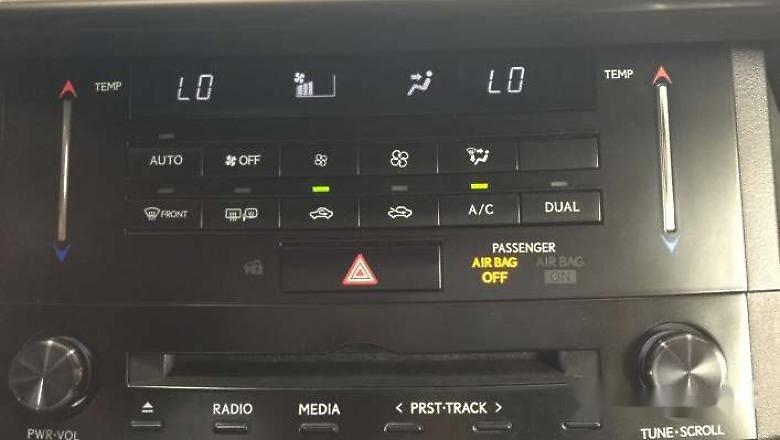 TEMP LO LO TEMP
AUTO OFF
FRONT A/C DUAL
PASSENGER
AIR BAG OFF AIR BAG ON
RADIO MEDIA < PRST·TRACK >
PWR·VOL TUNE·SCROLL